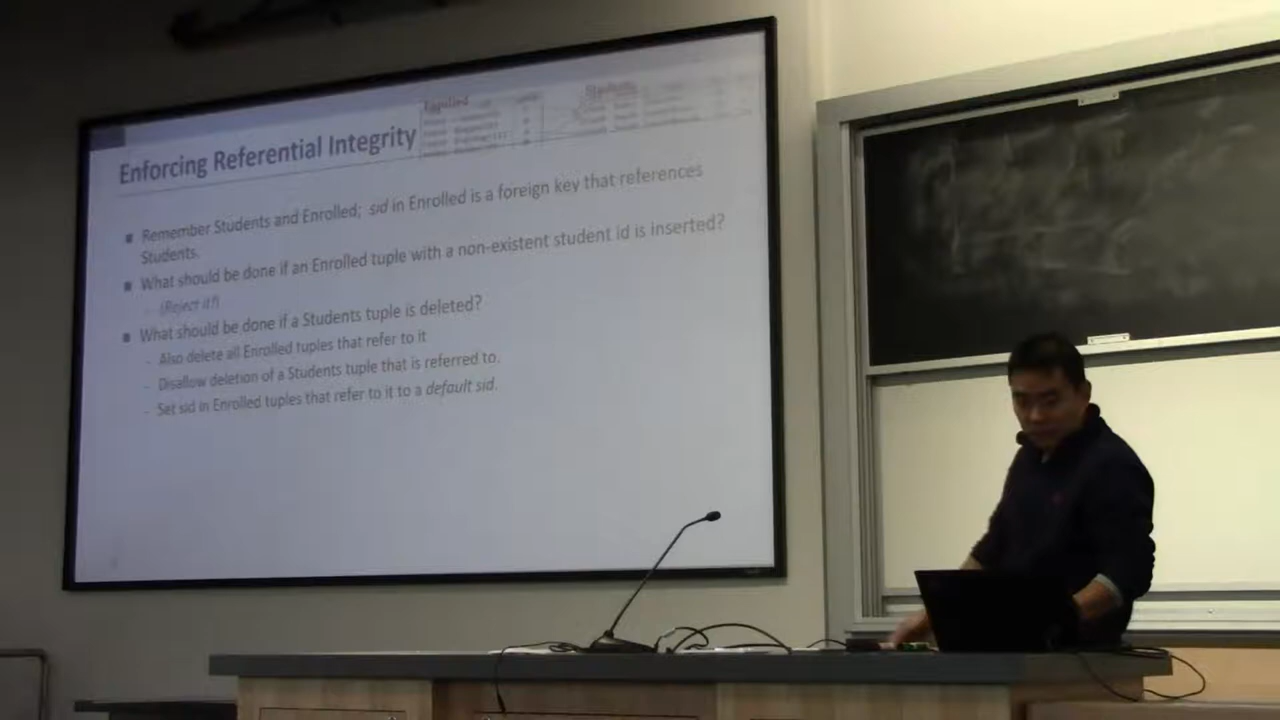 Enrolled
Students
Enforcing Referential Integrity
Remember Students and Enrolled; sid in Enrolled is a foreign key that references
Students.
What should be done if an Enrolled tuple with a non-existent student id is inserted?
(Reject it!)
What should be done if a Students tuple is deleted?
- Also delete all Enrolled tuples that refer to it
- Disallow deletion of a Students tuple that is referred to.
- Set sid in Enrolled tuples that refer to it to a default sid.